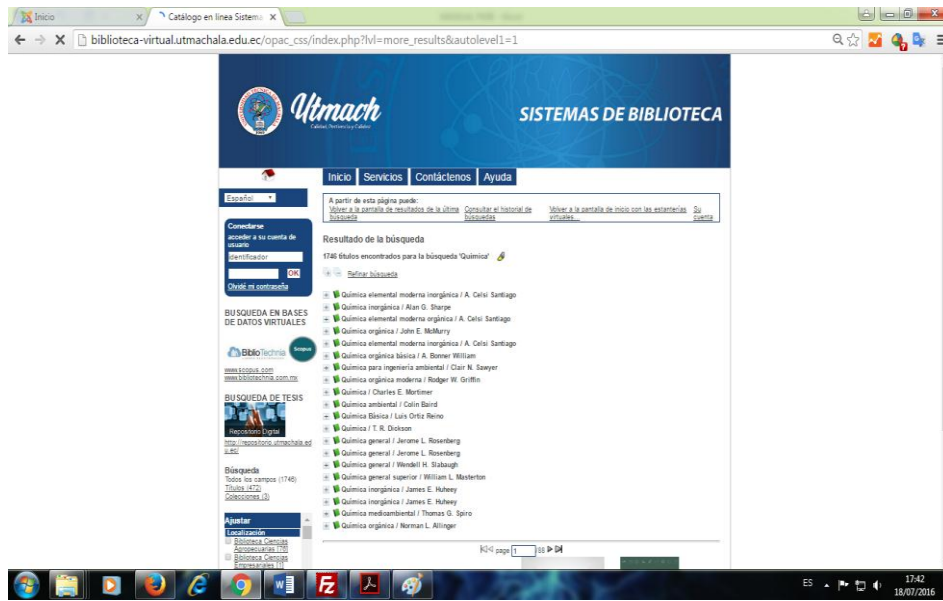 Inicio
Catálogo en línea Sistema
biblioteca-virtual.utmachala.edu.ec/opac_css/index.php?lvl=more_results&autolevel1=1
Utmach
Calidad, Pertinencia y Calidez
SISTEMAS DE BIBLIOTECA
Inicio Servicios Contáctenos Ayuda
Español
A partir de esta página puede:
Volver a la pantalla de resultados de la última búsqueda
Consultar el historial de búsquedas
Volver a la pantalla de inicio con las estanterías virtuales...
Su cuenta
Conectarse
acceder a su cuenta de
usuario
identificador
OK
Olvidé mi contraseña
BUSQUEDA EN BASES
DE DATOS VIRTUALES
BiblioTechnia
Scopus
www.scopus.com
www.bibliotechnia.com.mx
BUSQUEDA DE TESIS
Repositorio Digital
http://repositorio.utmachala.ed
u.ec/
Búsqueda
Todos los campos (1746)
Títulos (472)
Colecciones (3)
Ajustar
Localización
Biblioteca Ciencias
Agropecuarias (76)
Biblioteca Ciencias
Empresariales (1)
Resultado de la búsqueda
1746 títulos encontrados para la búsqueda 'Quimica'
Refinar búsqueda
Química elemental moderna inorgánica / A. Celsi Santiago
Química inorgánica / Alan G. Sharpe
Química elemental moderna orgánica / A. Celsi Santiago
Química orgánica / John E. McMurry
Química elemental moderna inorgánica / A. Celsi Santiago
Química orgánica básica / A. Bonner William
Química para ingeniería ambiental / Clair N. Sawyer
Química orgánica moderna / Rodger W. Griffin
Química / Charles E. Mortimer
Química ambiental / Colin Baird
Química Básica / Luis Ortiz Reino
Química / T. R. Dickson
Química general / Jerome L. Rosenberg
Química general / Jerome L. Rosenberg
Química general / Wendell H. Slabaugh
Química general superior / William L. Masterton
Química inorgánica / James E. Huheey
Química inorgánica / James E. Huheey
Química medioambiental / Thomas G. Spiro
Química orgánica / Norman L. Allinger
page 1 /88
ES
17:42
18/07/2016